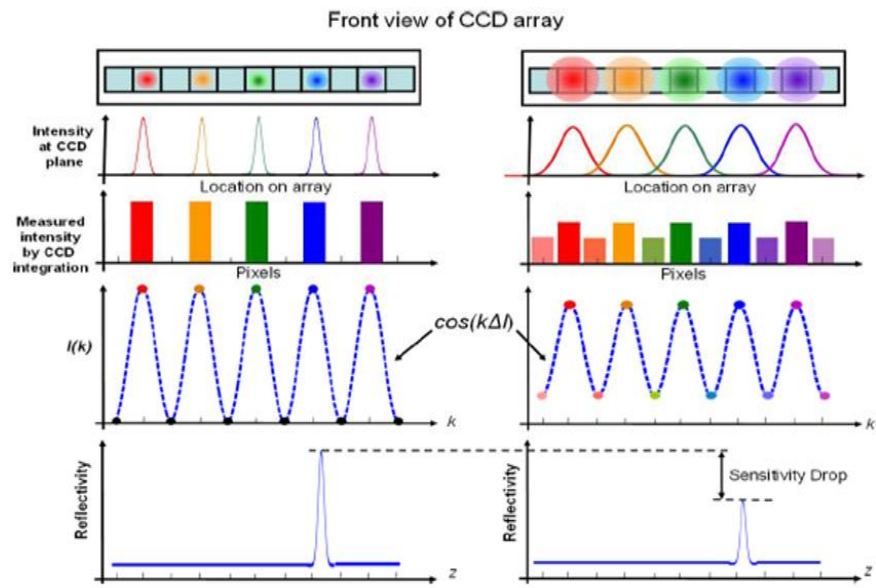 Front view of CCD array
Intensity
at CCD
plane
Location on array
Location on array
Measured
intensity
by CCD
integration
Pixels
Pixels
I(k)
cos(kΔl)
k
k
Reflectivity
Reflectivity
Sensitivity Drop
z
z